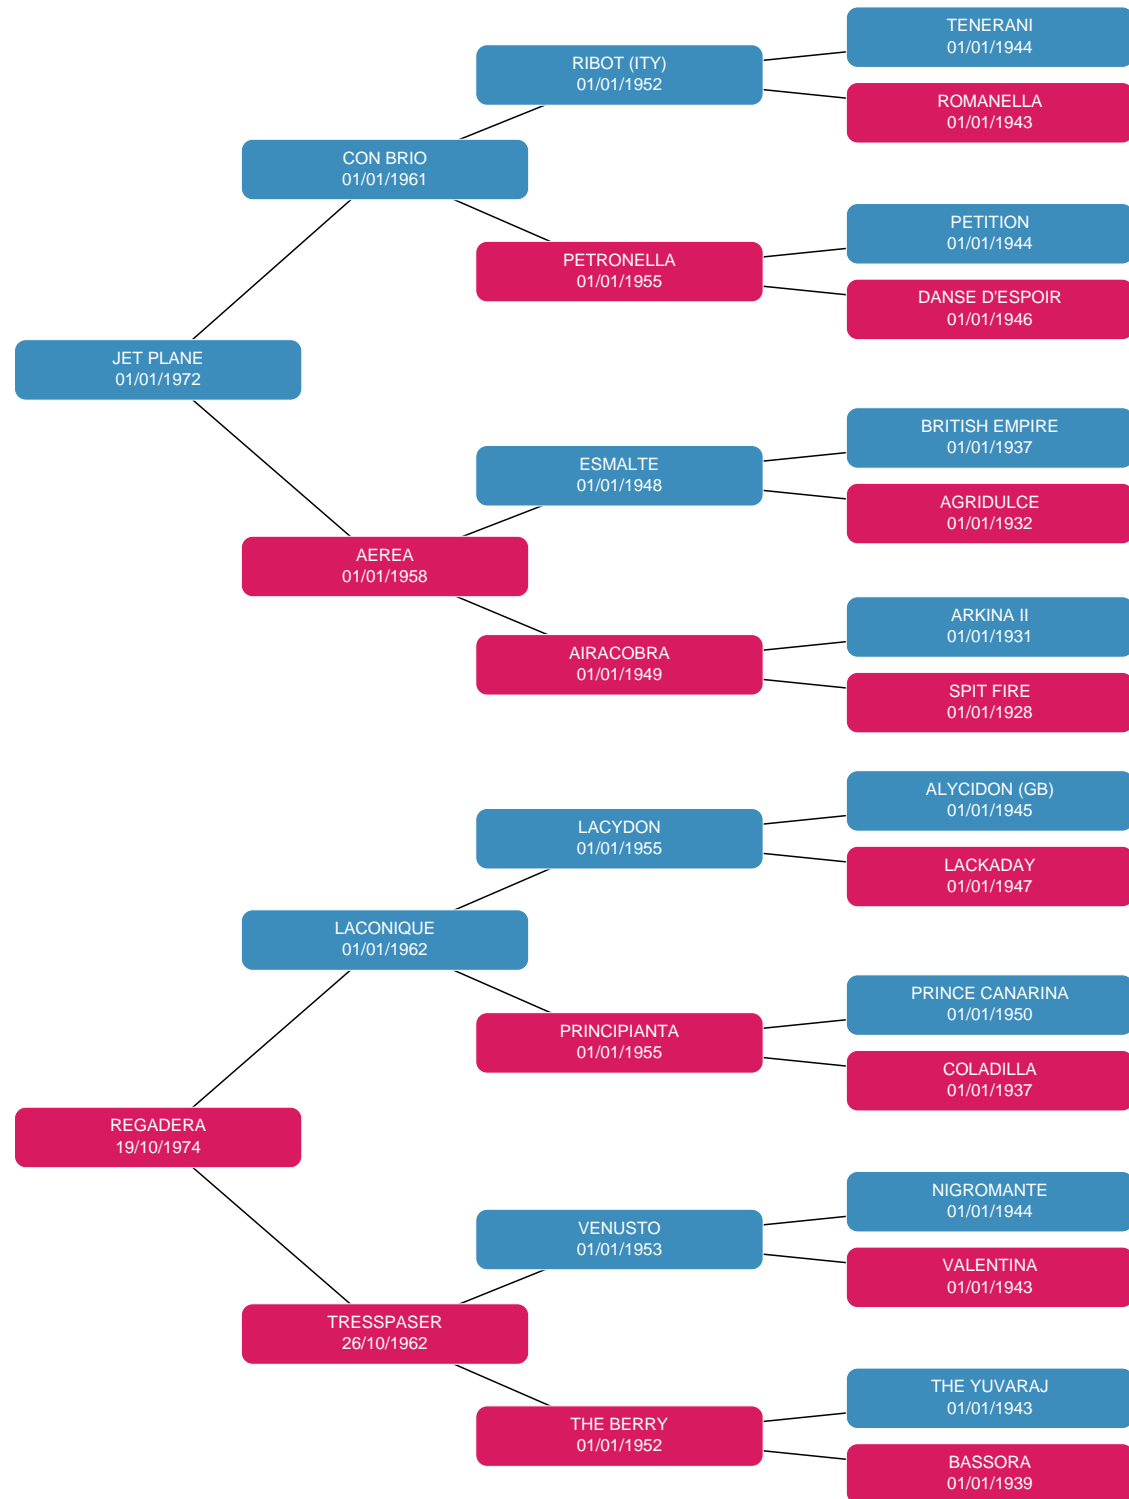 TENERANI
01/01/1944
RIBOT (ITY)
01/01/1952
ROMANELLA
01/01/1943
CON BRIO
01/01/1961
PETITION
01/01/1944
PETRONELLA
01/01/1955
DANSE D'ESPOIR
01/01/1946
JET PLANE
01/01/1972
BRITISH EMPIRE
01/01/1937
ESMALTE
01/01/1948
AGRIDULCE
01/01/1932
AEREA
01/01/1958
ARKINA II
01/01/1931
AIRACOBRA
01/01/1949
SPIT FIRE
01/01/1928
ALYCIDON (GB)
01/01/1945
LACYDON
01/01/1955
LACKADAY
01/01/1947
LACONIQUE
01/01/1962
PRINCE CANARINA
01/01/1950
PRINCIPIANTA
01/01/1955
COLADILLA
01/01/1937
REGADERA
19/10/1974
NIGROMANTE
01/01/1944
VENUSTO
01/01/1953
VALENTINA
01/01/1943
TRESSPASER
26/10/1962
THE YUVARAJ
01/01/1943
THE BERRY
01/01/1952
BASSORA
01/01/1939